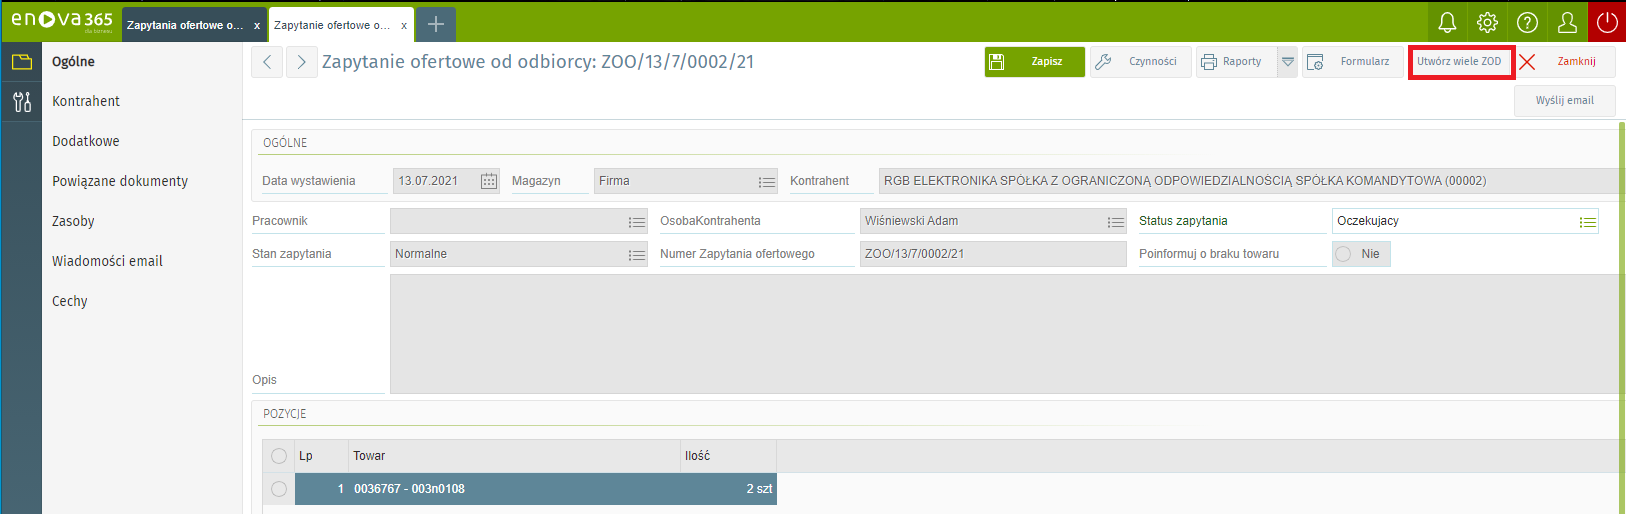 enova365
dla biznesu
Zapytania ofertowe o... x
Zapytanie ofertowe o... x
Ogólne
Kontrahent
Dodatkowe
Powiązane dokumenty
Zasoby
Wiadomości email
Cechy
Zapytanie ofertowe od odbiorcy: ZOO/13/7/0002/21
Zapisz
Czynności
Raporty
Formularz
Utwórz wiele ZOD
Zamknij
Wyślij email
OGÓLNE
Data wystawienia 13.07.2021 Magazyn Firma Kontrahent RGB ELEKTRONIKA SPÓŁKA Z OGRANICZONĄ ODPOWIEDZIALNOŚCIĄ SPÓŁKA KOMANDYTOWA (00002)
Pracownik OsobaKontrahenta Wiśniewski Adam Status zapytania Oczekujacy
Stan zapytania Normalne Numer Zapytania ofertowego ZOO/13/7/0002/21 Poinformuj o braku towaru Nie
Opis
POZYCJE
Lp Towar Ilość
1 0036767 - 003n0108 2 szt